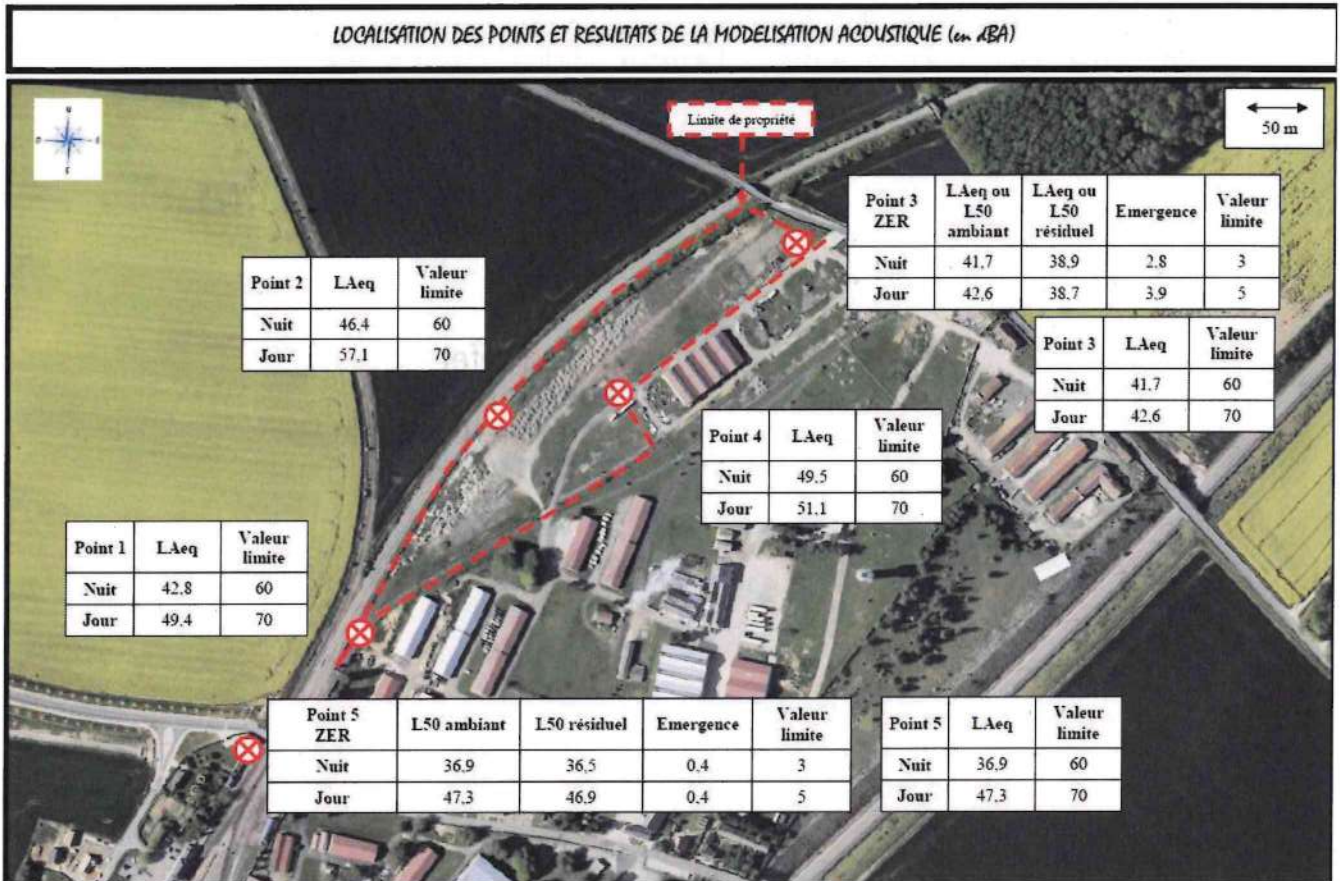 LOCALISATION DES POINTS ET RESULTATS DE LA MODELISATION ACOUSTIQUE (en dBA)
Limite de propriété
50 m
Point 3 ZER | LAeq ou L50 ambiant | LAeq ou L50 résiduel | Emergence | Valeur limite
Nuit | 41,7 | 38,9 | 2,8 | 3
Jour | 42,6 | 38,7 | 3,9 | 5
Point 2 | LAeq | Valeur limite
Nuit | 46,4 | 60
Jour | 57,1 | 70
Point 3 | LAeq | Valeur limite
Nuit | 41,7 | 60
Jour | 42,6 | 70
Point 4 | LAeq | Valeur limite
Nuit | 49,5 | 60
Jour | 51,1 | 70
Point 1 | LAeq | Valeur limite
Nuit | 42,8 | 60
Jour | 49,4 | 70
Point 5 ZER | L50 ambiant | L50 résiduel | Emergence | Valeur limite
Nuit | 36,9 | 36,5 | 0,4 | 3
Jour | 47,3 | 46,9 | 0,4 | 5
Point 5 | LAeq | Valeur limite
Nuit | 36,9 | 60
Jour | 47,3 | 70